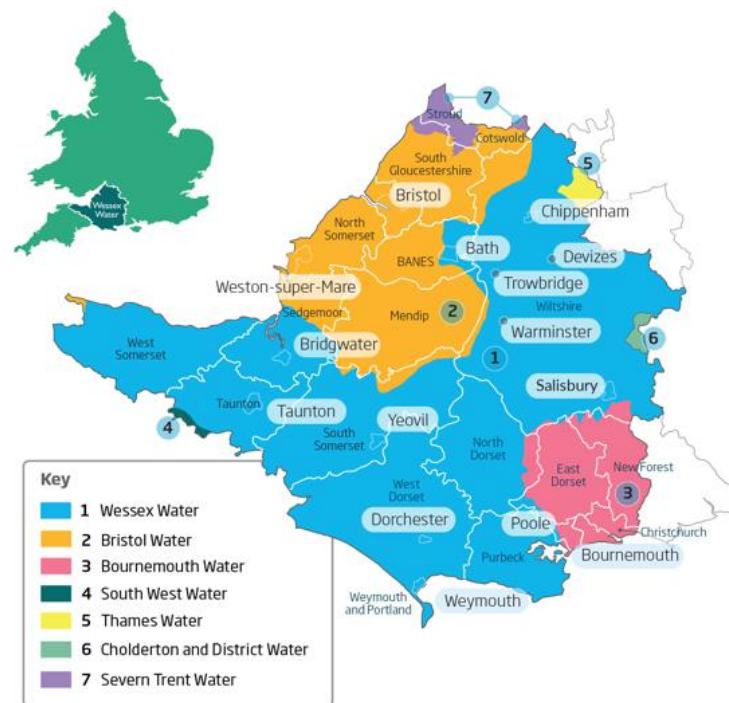 Wessex
Water
7
Stroud
Cotswold
5
South
Gloucestershire
Bristol
Chippenham
North
Somerset
Bath
Devizes
BANES
Trowbridge
Weston-super-Mare
Wiltshire
Sedgemoor
Mendip
2
Warminster
6
West
Somerset
Bridgwater
1
Salisbury
Taunton
Taunton
Yeovil
4
South
Somerset
North
Dorset
East
Dorset
New Forest
3
West
Dorset
Dorchester
Poole
Christchurch
Bournemouth
Purbeck
Weymouth
and Portland
Weymouth
Key
1 Wessex Water
2 Bristol Water
3 Bournemouth Water
4 South West Water
5 Thames Water
6 Cholderton and District Water
7 Severn Trent Water